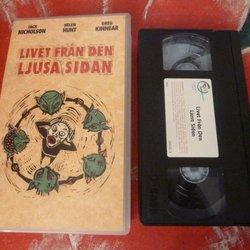 JACK
NICHOLSON
HELEN
HUNT
GREG
KINNEAR
LIVET FRÅN DEN
LJUSA SIDAN
Livet Från Den
Ljusa Sidan